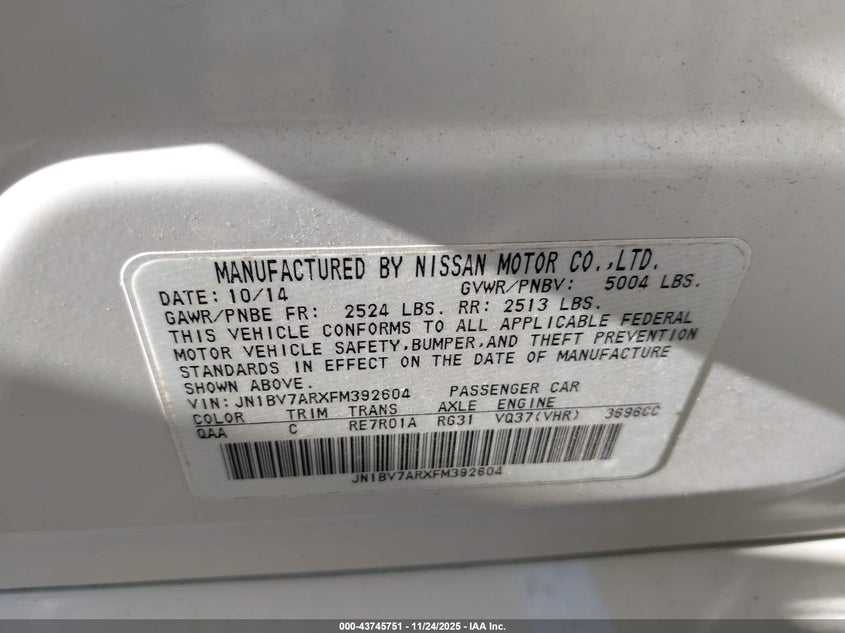 MANUFACTURED BY NISSAN MOTOR CO.,LTD.
DATE: 10/14 GVWR/PNBV: 5004 LBS.
GAWR/PNBE FR: 2524 LBS. RR: 2513 LBS.
THIS VEHICLE CONFORMS TO ALL APPLICABLE FEDERAL
MOTOR VEHICLE SAFETY,BUMPER,AND THEFT PREVENTION
STANDARDS IN EFFECT ON THE DATE OF MANUFACTURE
SHOWN ABOVE.
VIN: JN1BV7ARXFM392604 PASSENGER CAR
COLOR TRIM TRANS AXLE ENGINE
QAA C RE7R01A RG31 VQ37(VHR) 3696CC
JN1BV7ARXFM392604
000-43745751 | 11/24/2025 - IAA Inc.